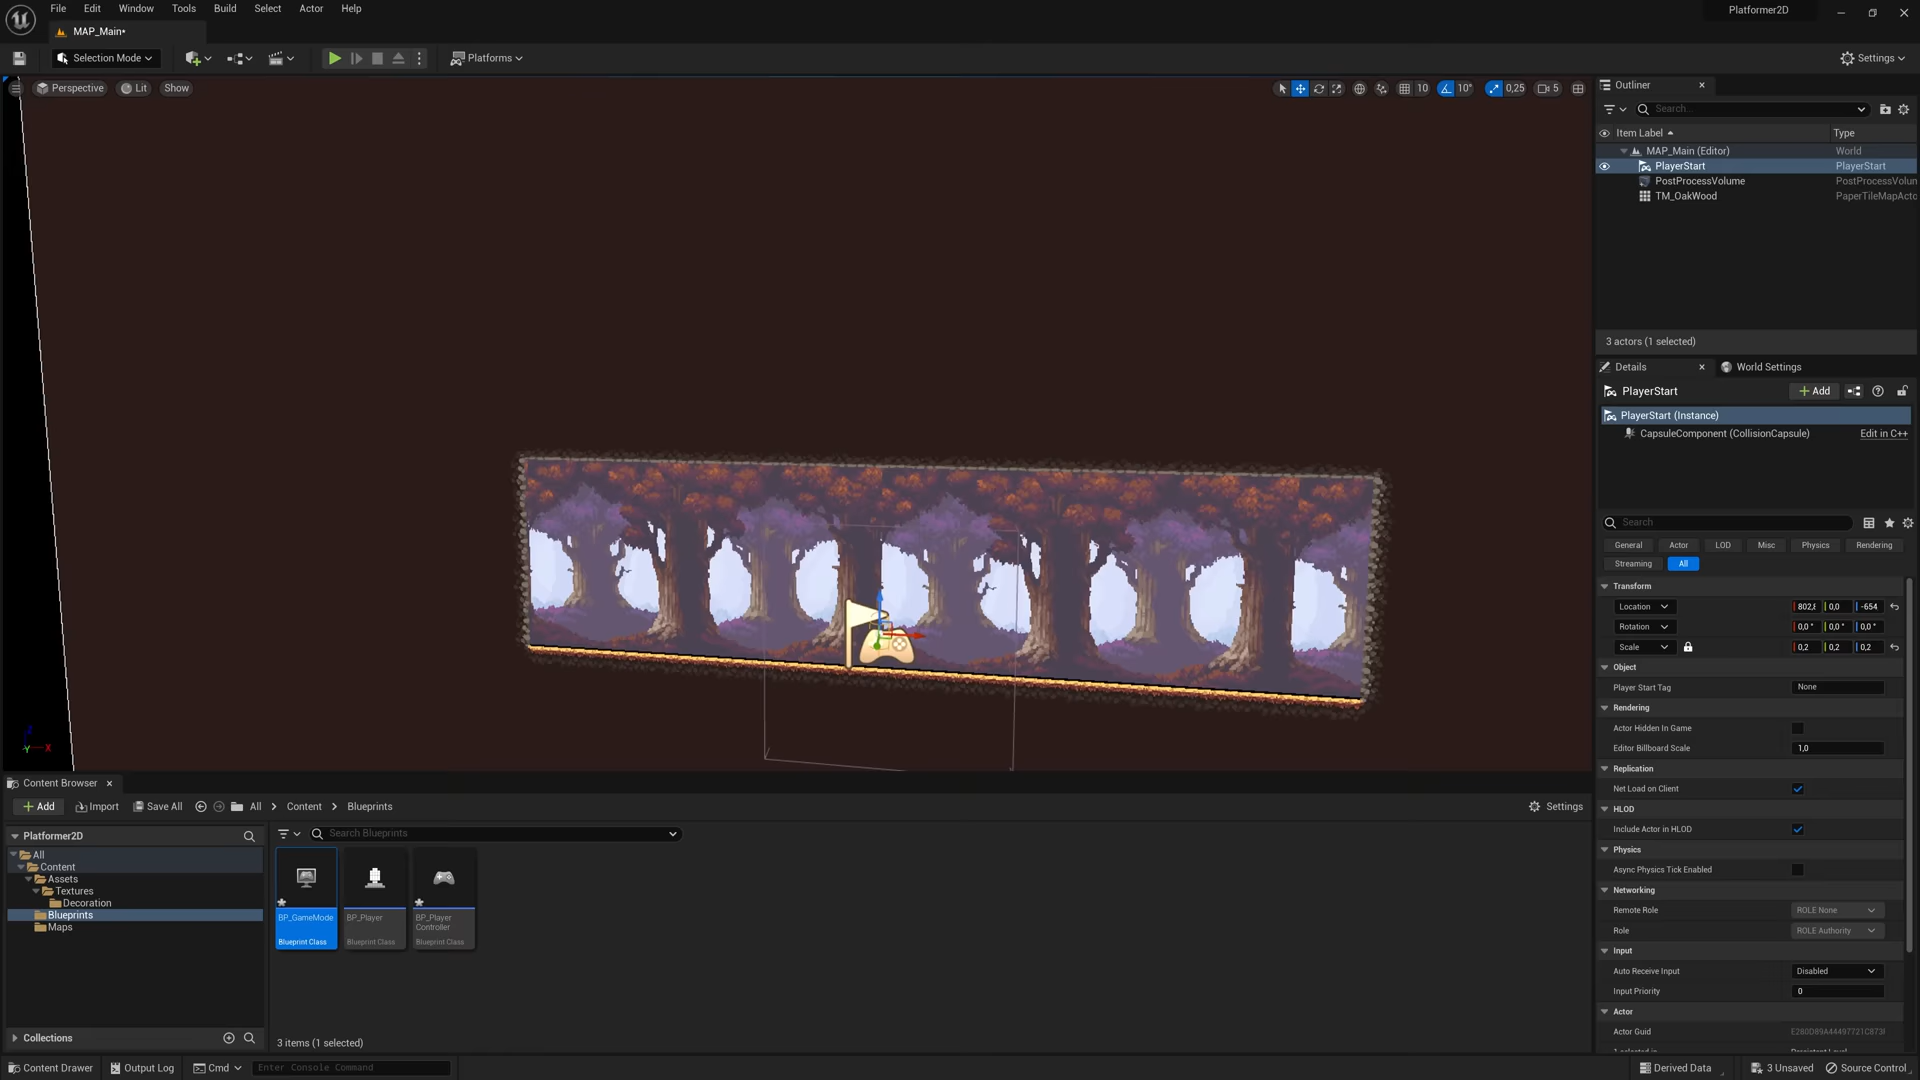 File Edit Window Tools Build Select Actor Help
Platformer2D
MAP_Main•
Selection Mode
Platforms
Settings
Perspective
Lit
Show
10
10°
0,25
5
Outliner
Search...
Item Label
Type
MAP_Main (Editor)
World
PlayerStart
PlayerStart
PostProcessVolume
PostProcessVolun
TM_OakWood
PaperTileMapActo
3 actors (1 selected)
Details
World Settings
PlayerStart
Add
PlayerStart (Instance)
CapsuleComponent (CollisionCapsule)
Edit in C++
Search
General
Actor
LOD
Misc
Physics
Rendering
Streaming
All
Transform
Location
802,8
0,0
-654
Rotation
0,0 °
0,0 °
0,0 °
Scale
0,2
0,2
0,2
Object
Player Start Tag
None
Rendering
Actor Hidden In Game
Editor Billboard Scale
1,0
Replication
Net Load on Client
HLOD
Include Actor in HLOD
Physics
Async Physics Tick Enabled
Networking
Remote Role
ROLE None
Role
ROLE Authority
Input
Auto Receive Input
Disabled
Input Priority
0
Actor
Actor Guid
E280D89A44497721C873
Content Browser
Add
Import
Save All
All
Content
Blueprints
Settings
Platformer2D
All
Content
Assets
Textures
Decoration
Blueprints
Maps
Collections
Search Blueprints
BP_GameMode
Blueprint Class
BP_Player
Blueprint Class
BP_Player
Controller
Blueprint Class
3 items (1 selected)
Content Drawer
Output Log
Cmd
Enter Console Command
Derived Data
3 Unsaved
Source Control